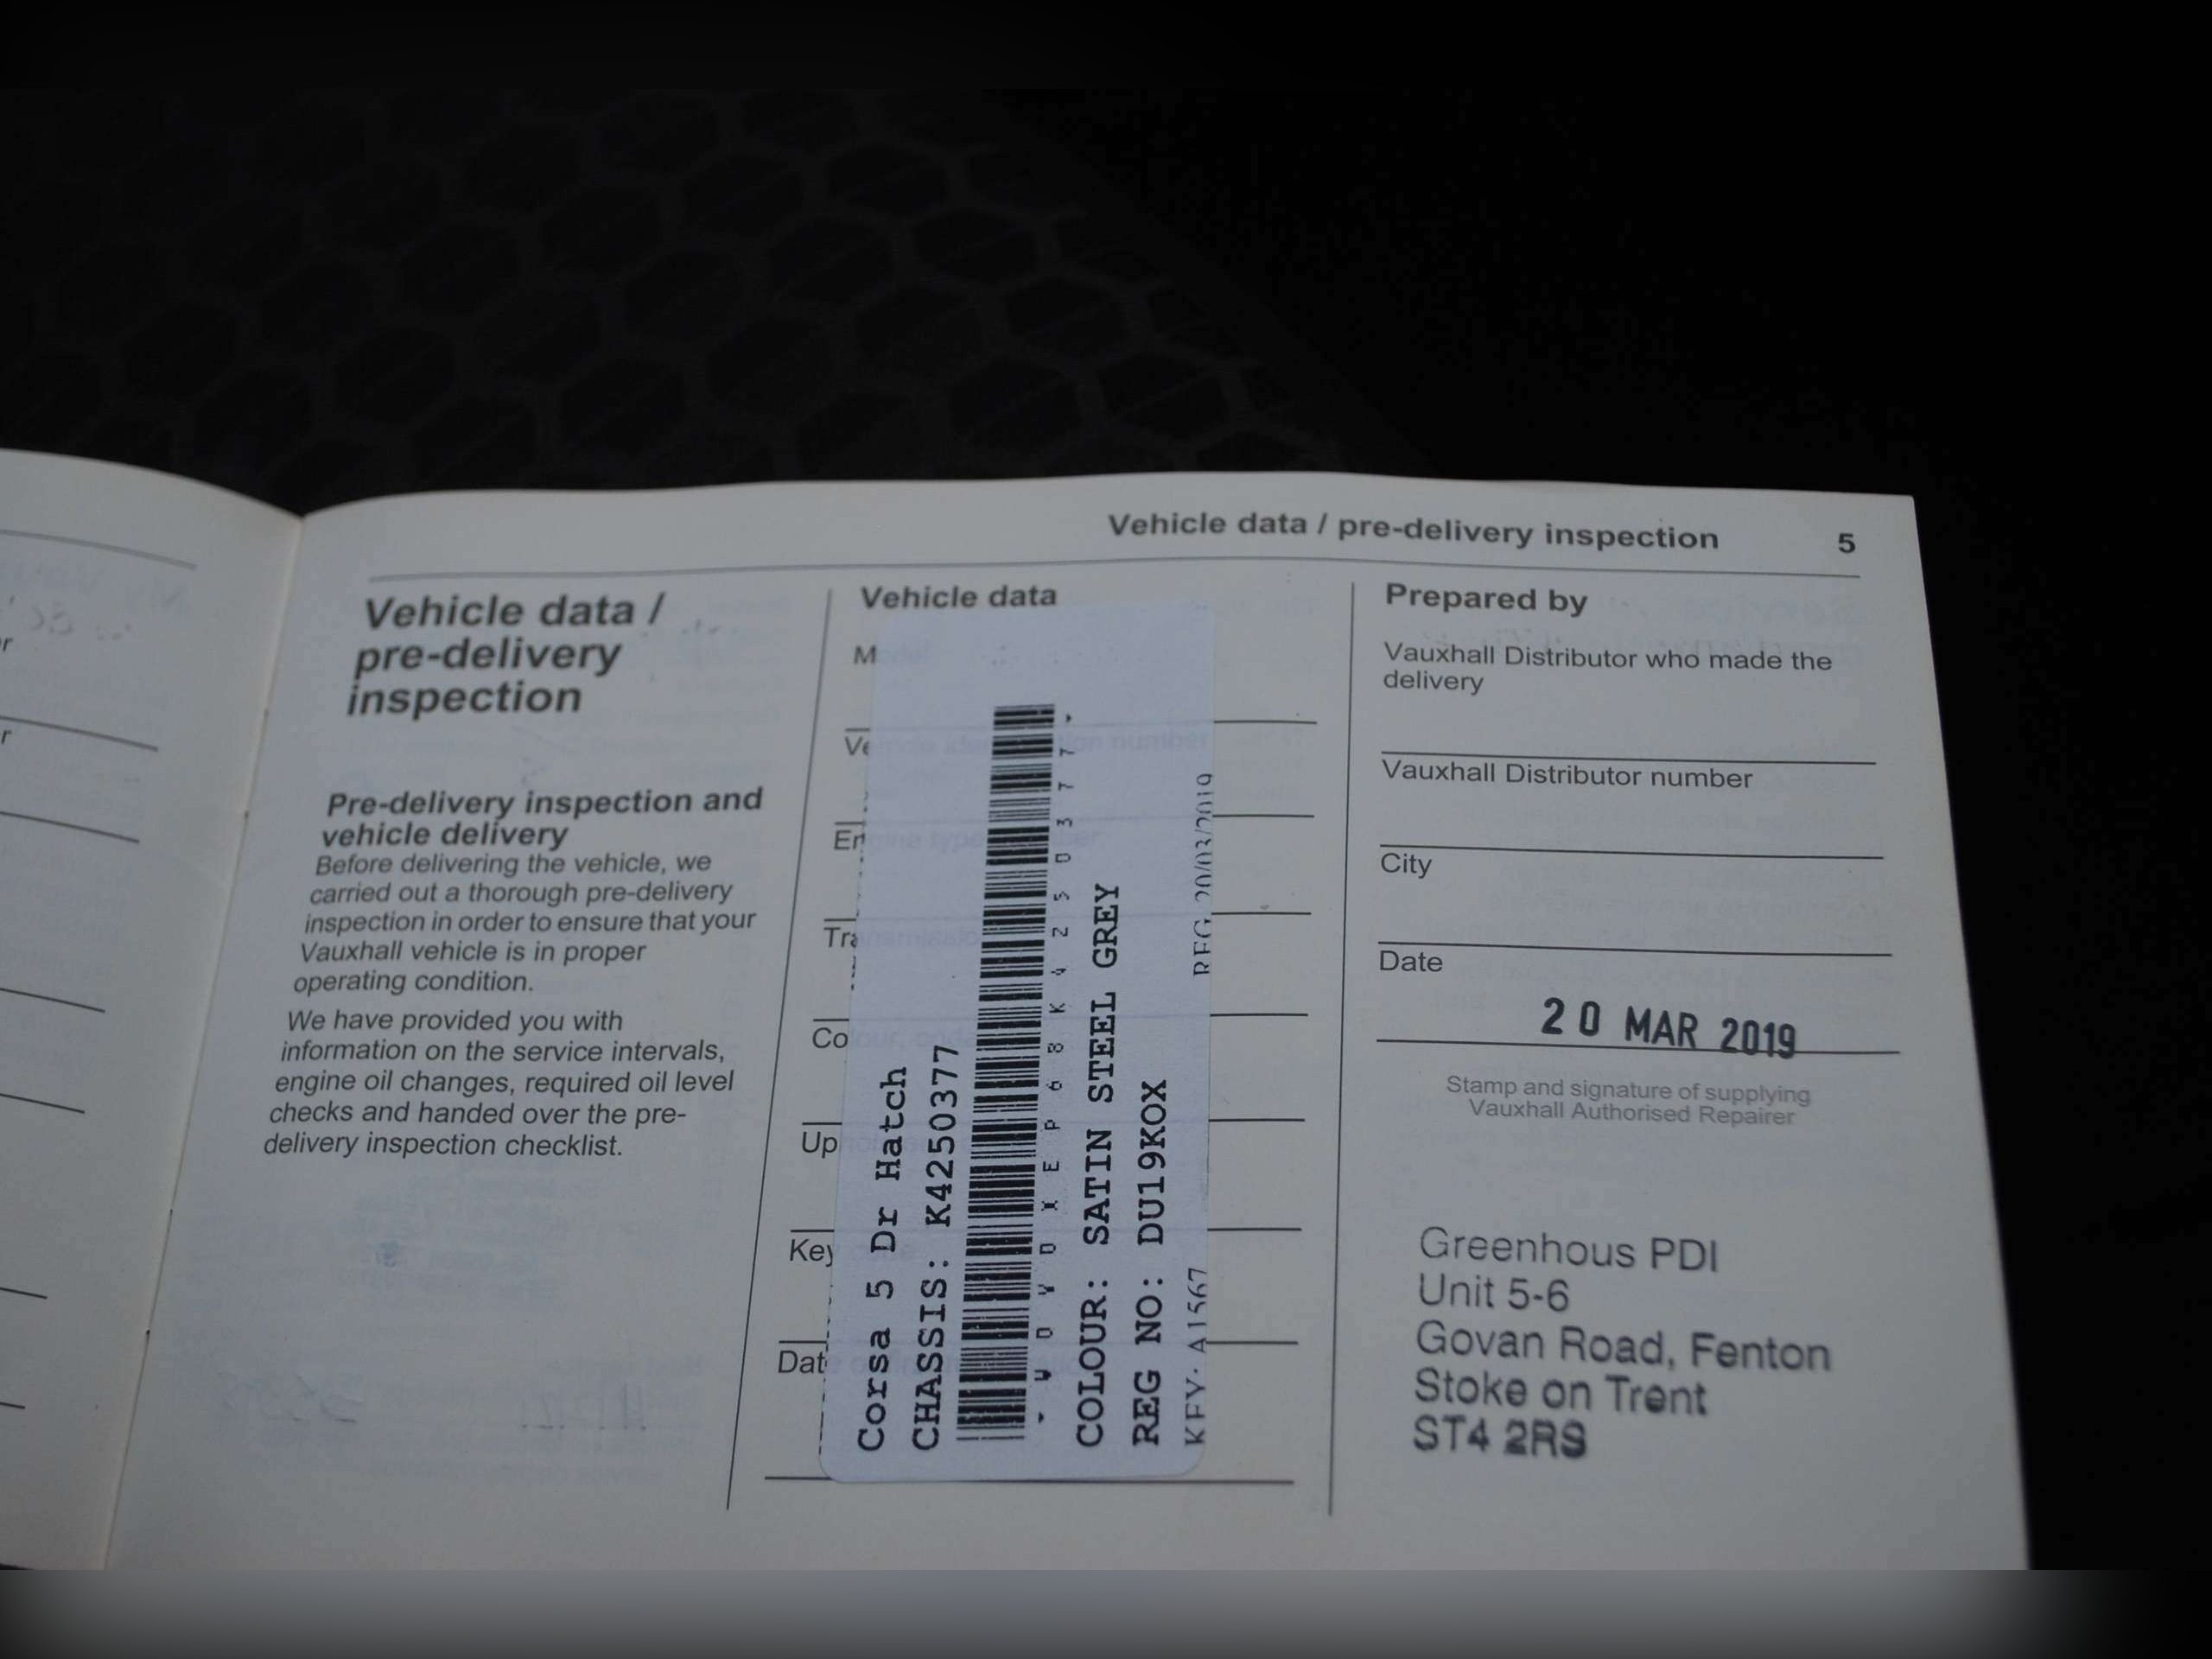 Vehicle data / pre-delivery inspection 5
Vehicle data /
pre-delivery
inspection
Pre-delivery inspection and
vehicle delivery
Before delivering the vehicle, we
carried out a thorough pre-delivery
inspection in order to ensure that your
Vauxhall vehicle is in proper
operating condition.
We have provided you with
information on the service intervals,
engine oil changes, required oil level
checks and handed over the pre-
delivery inspection checklist.
Vehicle data
Corsa 5 Dr Hatch
CHASSIS: K4250377
COLOUR: SATIN STEEL GREY
REG NO: DU19KOX
KEY: A1567 REG 20/03/2019
Prepared by
Vauxhall Distributor who made the
delivery
Vauxhall Distributor number
City
Date
20 MAR 2019
Stamp and signature of supplying
Vauxhall Authorised Repairer
Greenhous PDI
Unit 5-6
Govan Road, Fenton
Stoke on Trent
ST4 2RS